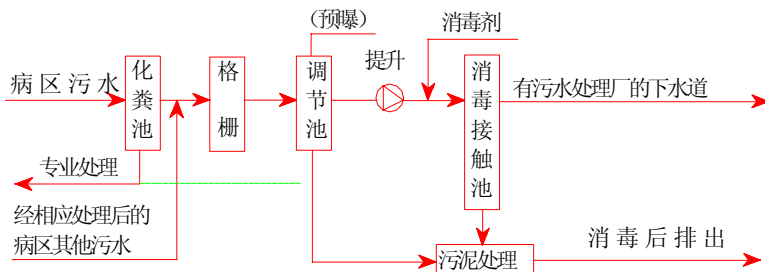 (预曝)
消毒剂
提升
病区污水
化粪池
格栅
调节池
消毒接触池
有污水处理厂的下水道
专业处理
经相应处理后的
病区其他污水
污泥处理
消毒后排出